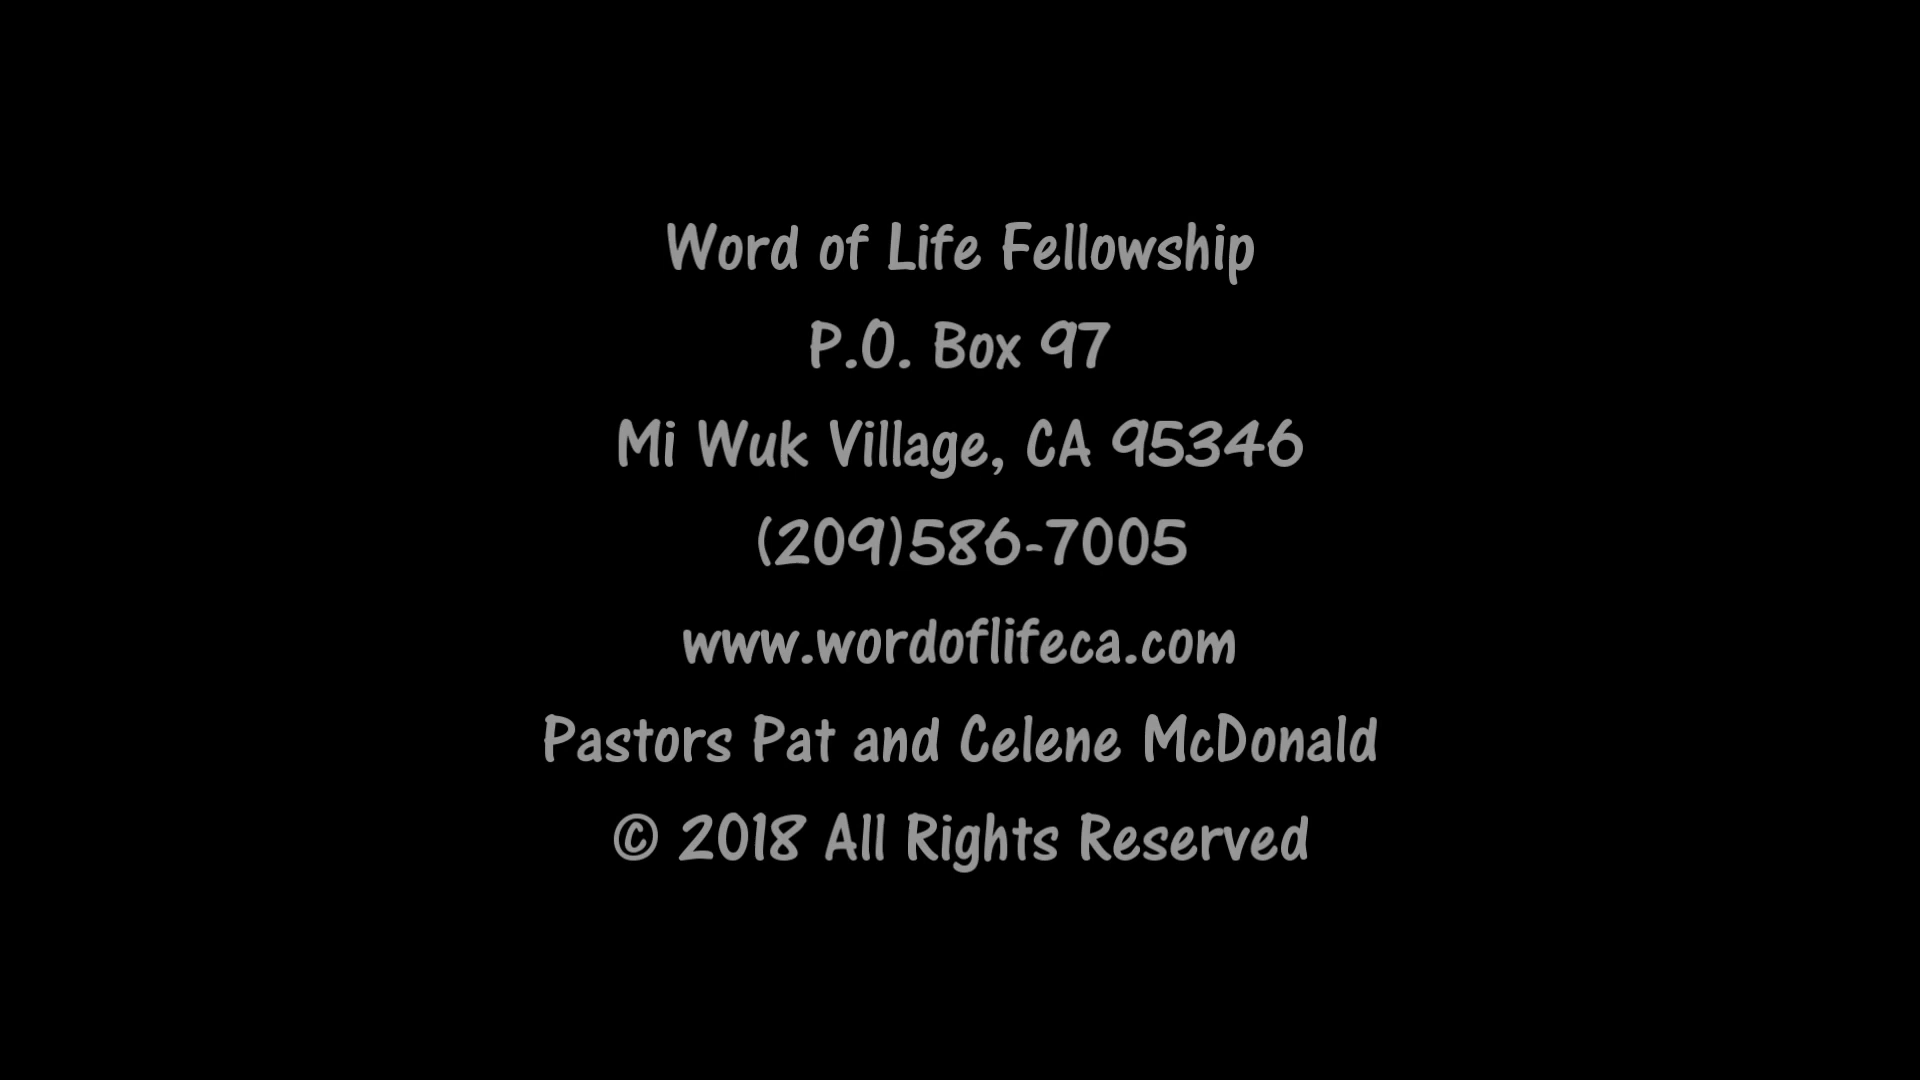 Word of Life Fellowship
P.O. Box 97
Mi Wuk Village, CA 95346
(209)586-7005
www.wordoflifeca.com
Pastors Pat and Celene McDonald
© 2018 All Rights Reserved